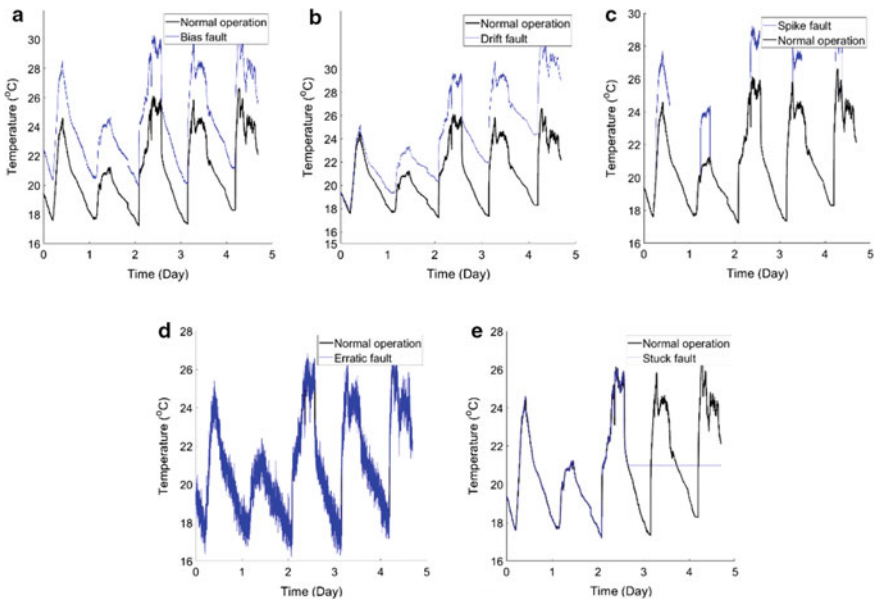 a
Normal operation
Bias fault
Temperature (°C)
30
28
26
24
22
20
18
16
0 1 2 3 4 5
Time (Day)
b
Normal operation
Drift fault
Temperature (°C)
30
28
26
24
22
20
18
16
15
0 1 2 3 4 5
Time (Day)
c
Spike fault
Normal operation
Temperature (°C)
28
26
24
22
20
18
16
0 1 2 3 4 5
Time (Day)
d
Normal operation
Erratic fault
Temperature (°C)
28
26
24
22
20
18
16
0 1 2 3 4 5
Time (Day)
e
Normal operation
Stuck fault
Temperature (°C)
28
26
24
22
20
18
16
0 1 2 3 4 5
Time (Day)